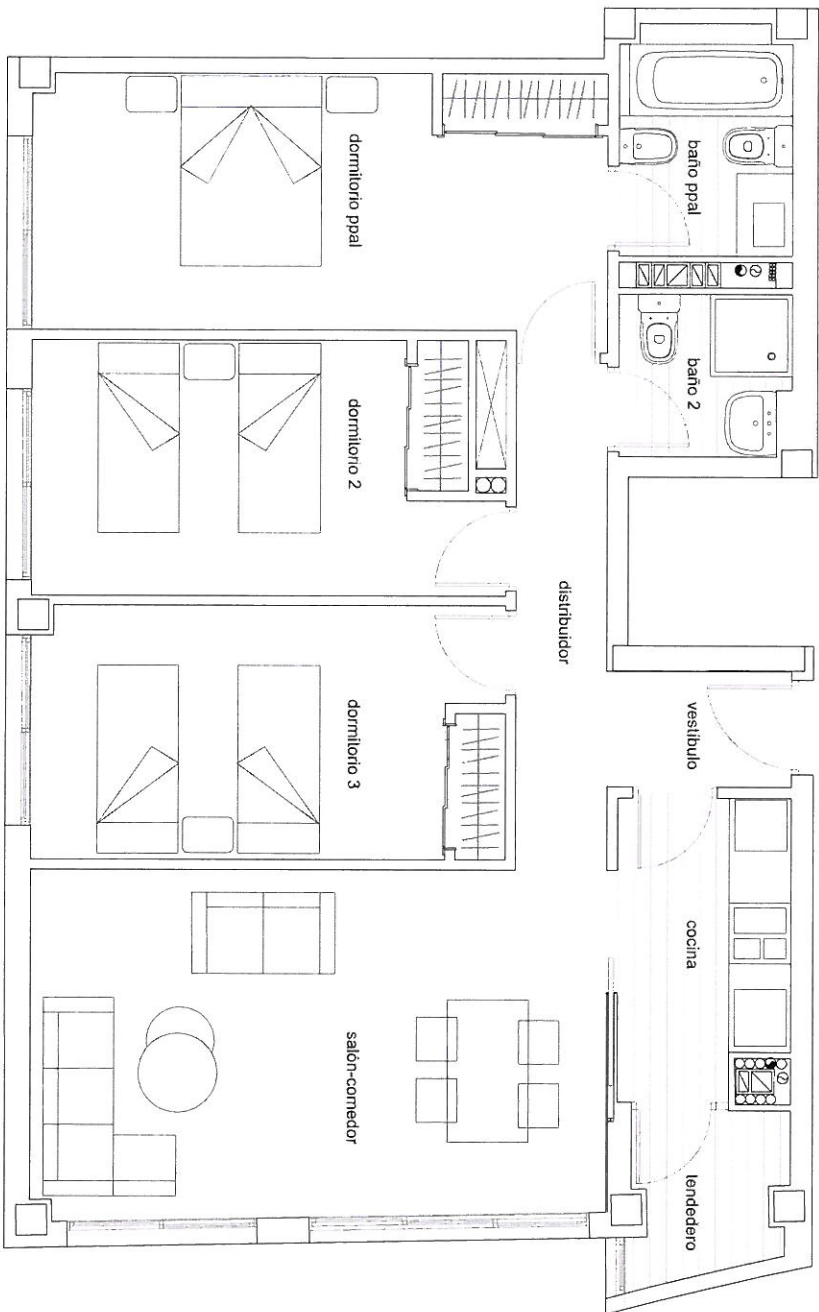 baño ppal
dormitorio ppal
baño 2
dormitorio 2
distribuidor
vestíbulo
dormitorio 3
cocina
salón-comedor
tendedero